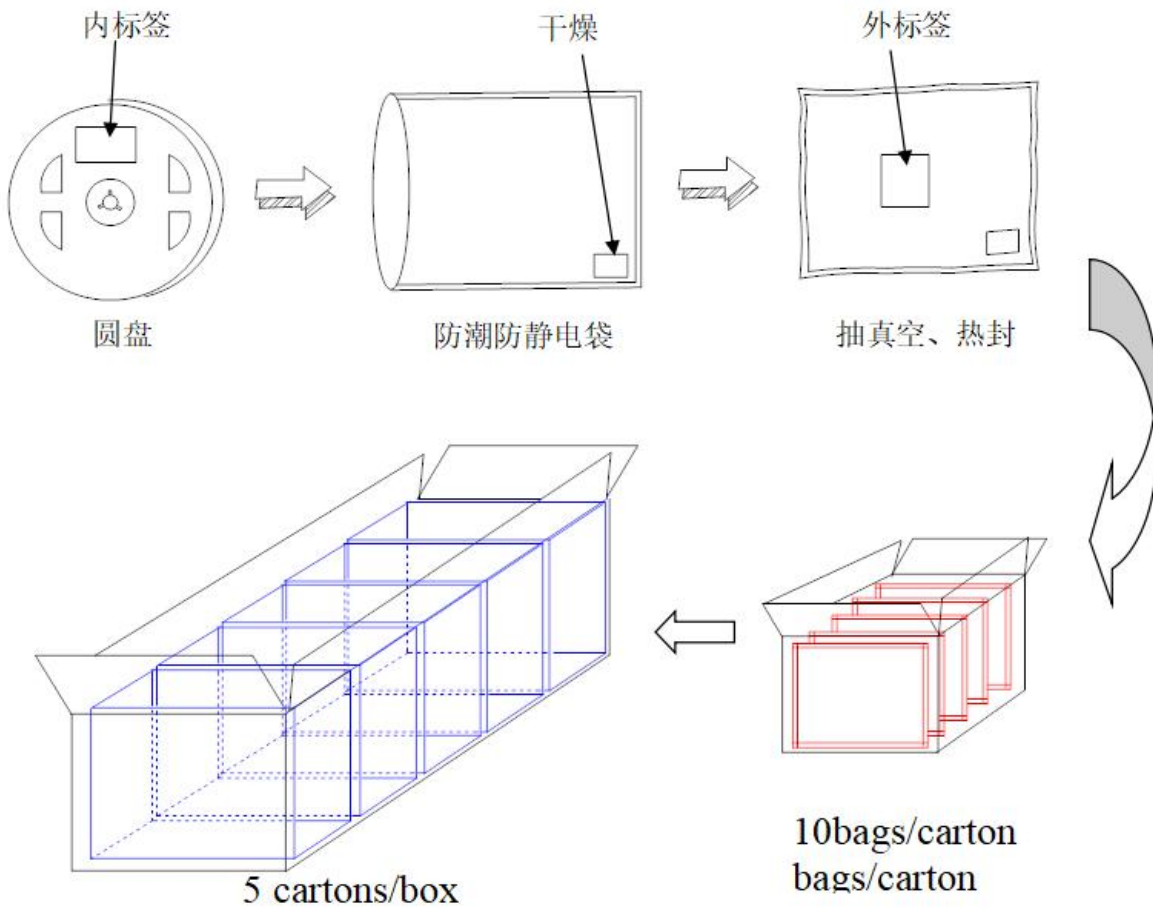 内标签
干燥
外标签
圆盘
防潮防静电袋
抽真空、热封
10bags/carton
bags/carton
5 cartons/box